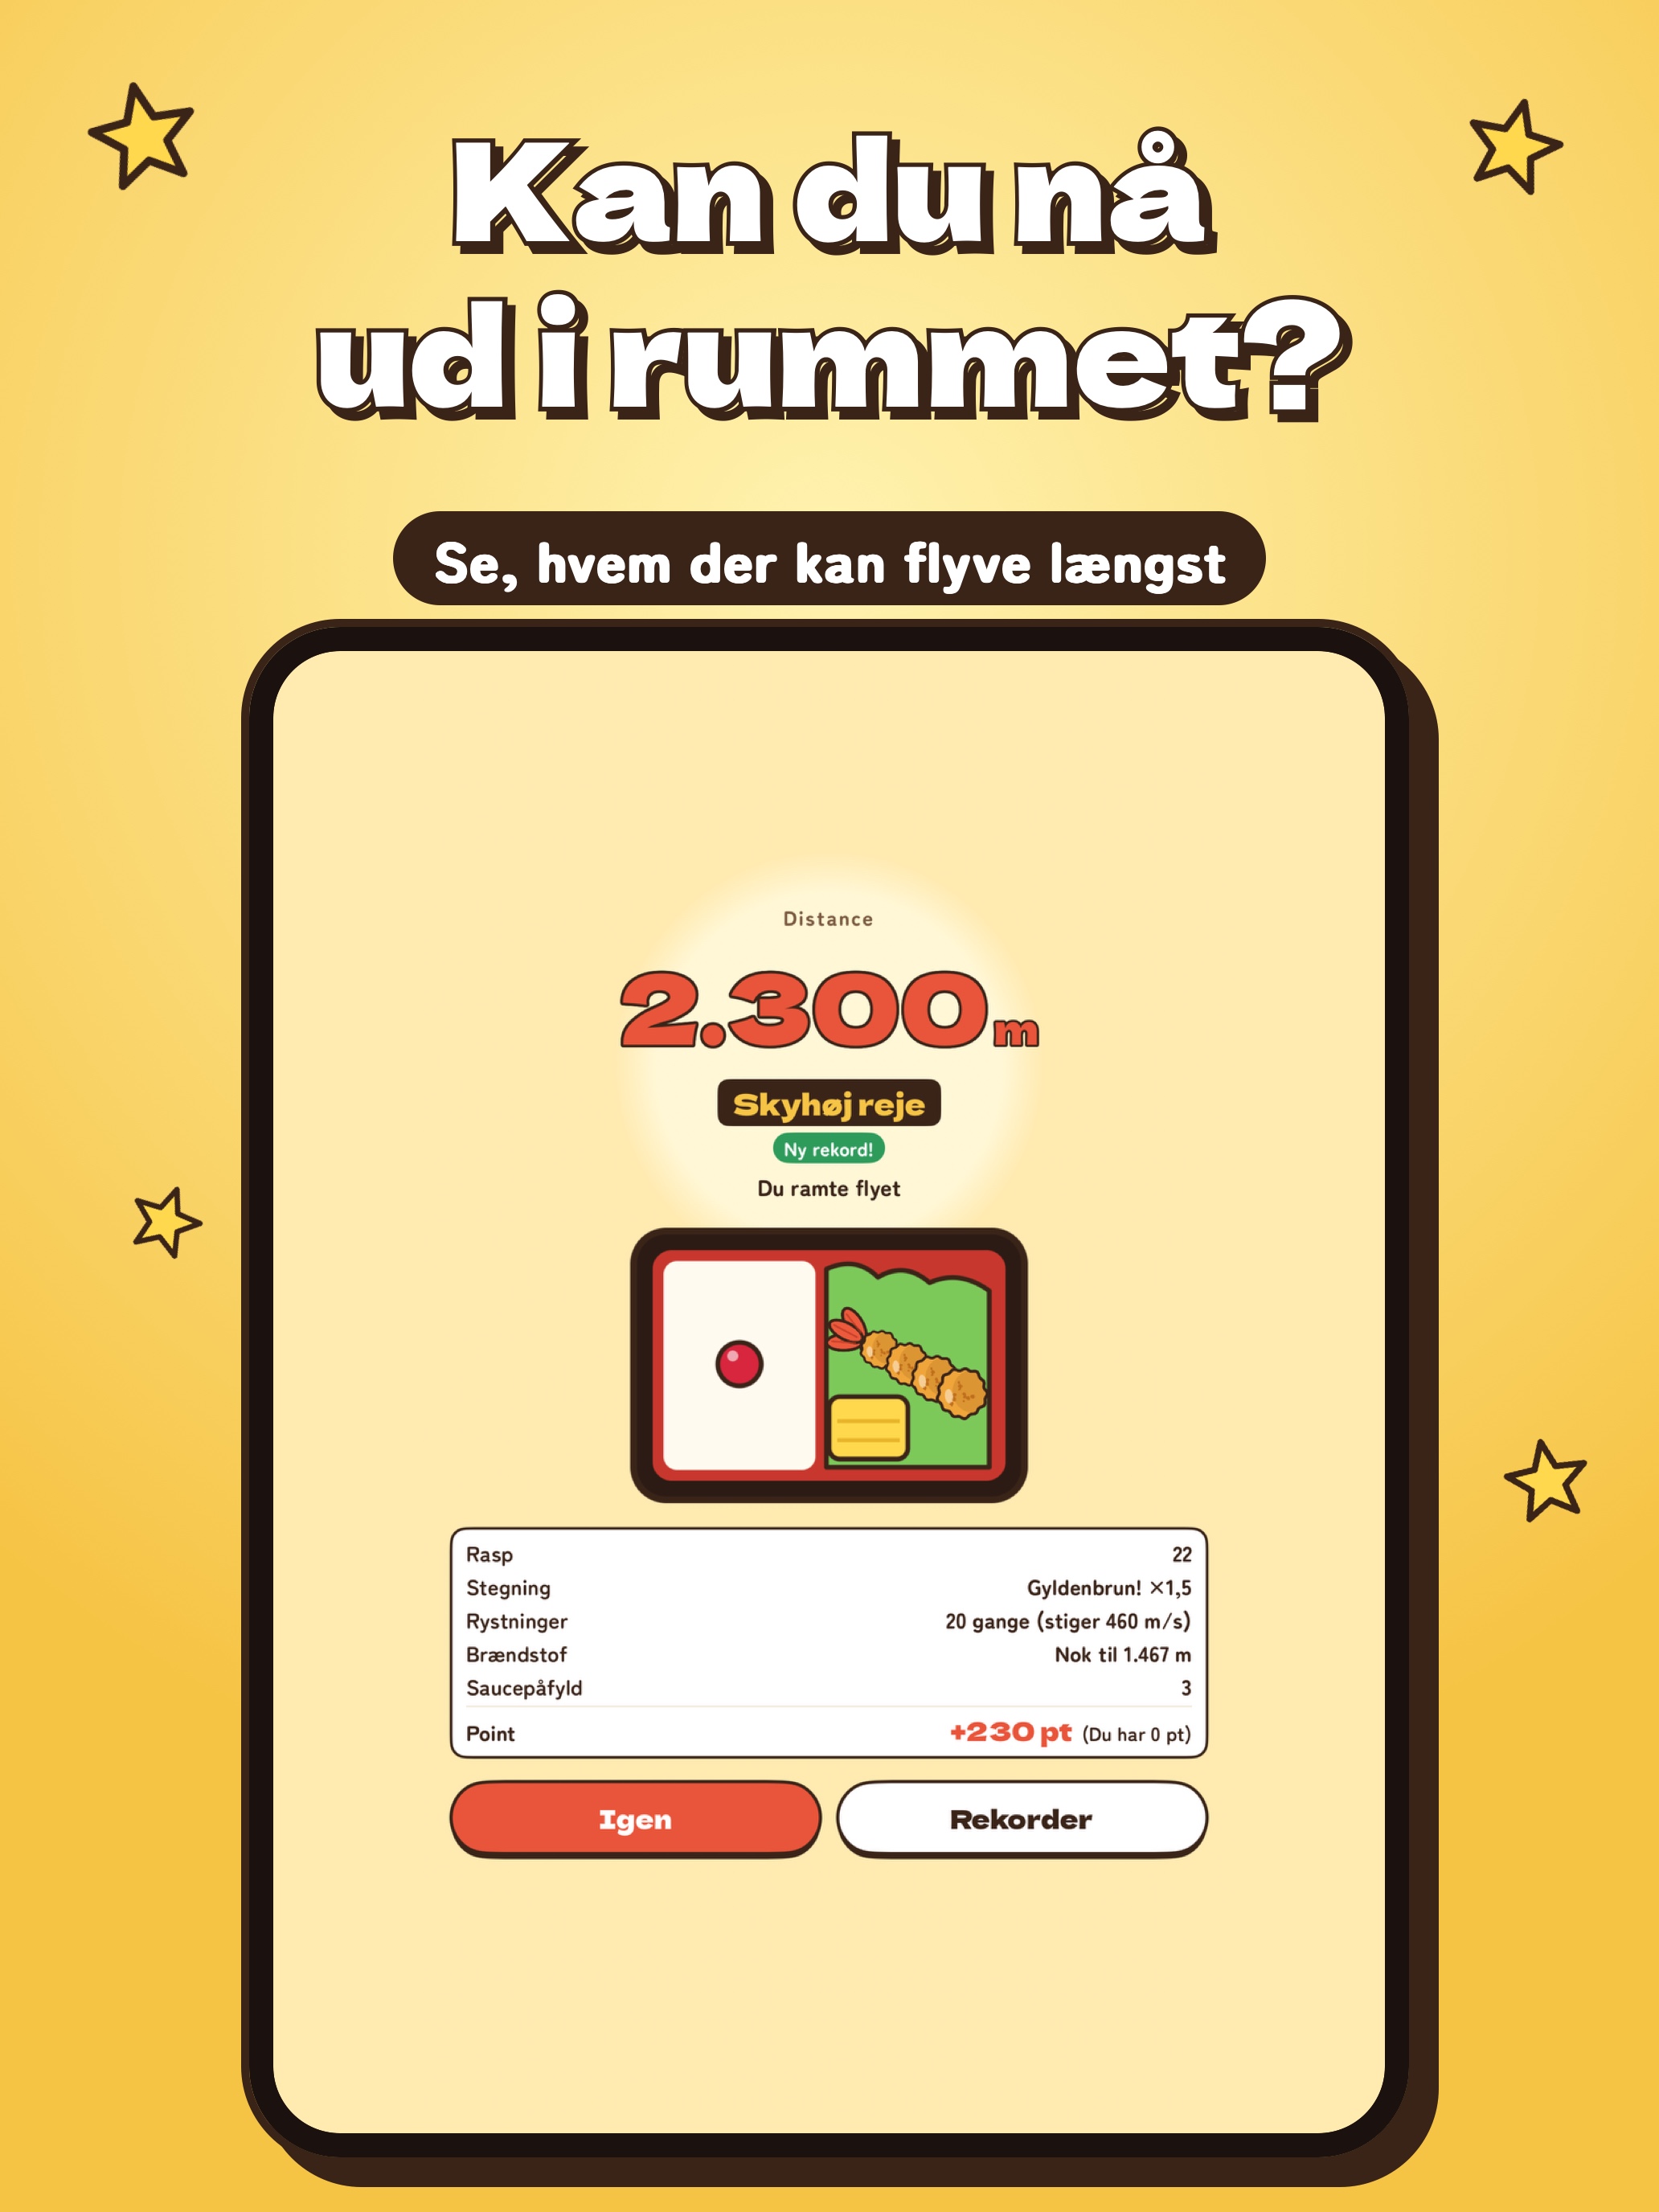 Kan du nå
ud i rummet?
Se, hvem der kan flyve længst
Distance
2.300 m
Skyhøj reje
Ny rekord!
Du ramte flyet
Rasp 22
Stegning Gyldenbrun! ×1,5
Rystninger 20 gange (stiger 460 m/s)
Brændstof Nok til 1.467 m
Saucepåfyld 3
Point +230 pt (Du har 0 pt)
Igen Rekorder